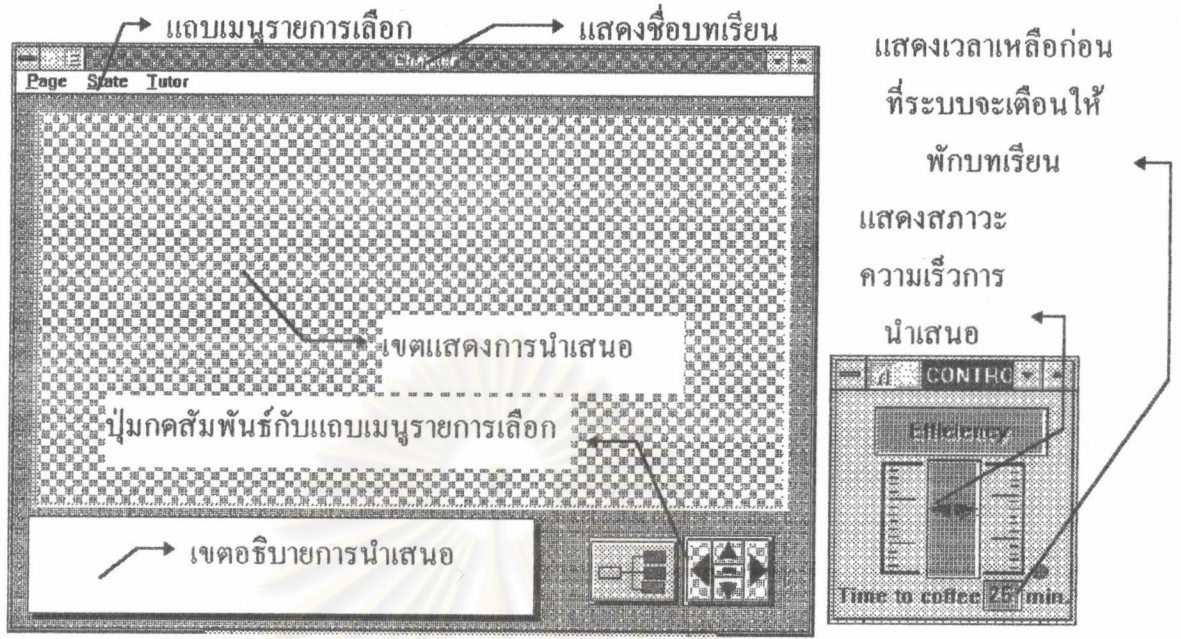 แถบเมนูรายการเลือก
แสดงชื่อบทเรียน
Chapter
Page State Tutor
แสดงเวลาเหลือก่อน
ที่ระบบจะเตือนให้
พักบทเรียน
แสดงสภาวะ
ความเร็วการ
นำเสนอ
เขตแสดงการนำเสนอ
ปุ่มกดสัมพันธ์กับแถบเมนูรายการเลือก
เขตอธิบายการนำเสนอ
CONTRO
Efficiency
Time to coffee 25 min.